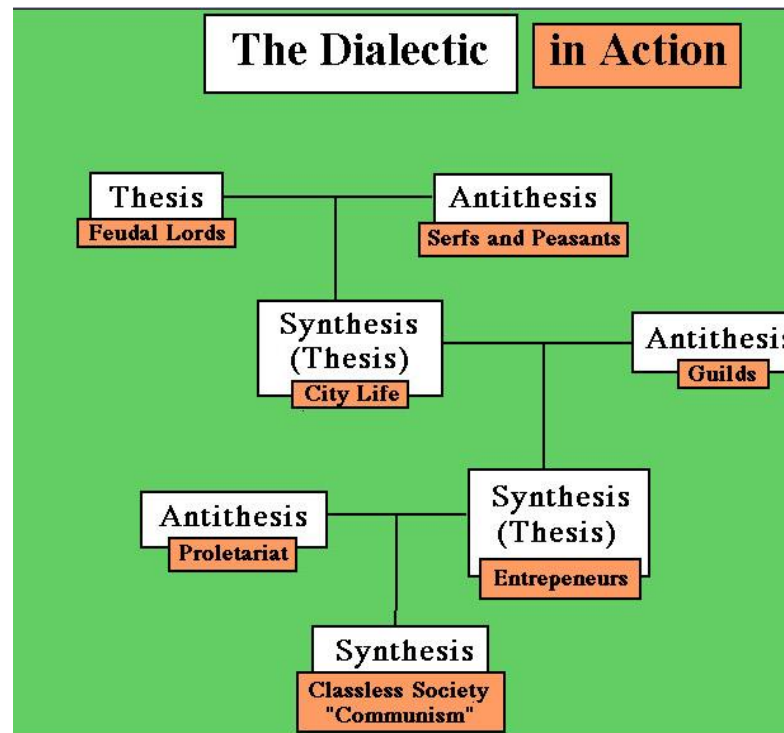 The Dialectic in Action
Thesis
Feudal Lords
Antithesis
Serfs and Peasants
Synthesis
(Thesis)
City Life
Antithesis
Guilds
Synthesis
(Thesis)
Entrepeneurs
Antithesis
Proletariat
Synthesis
Classless Society
"Communism"